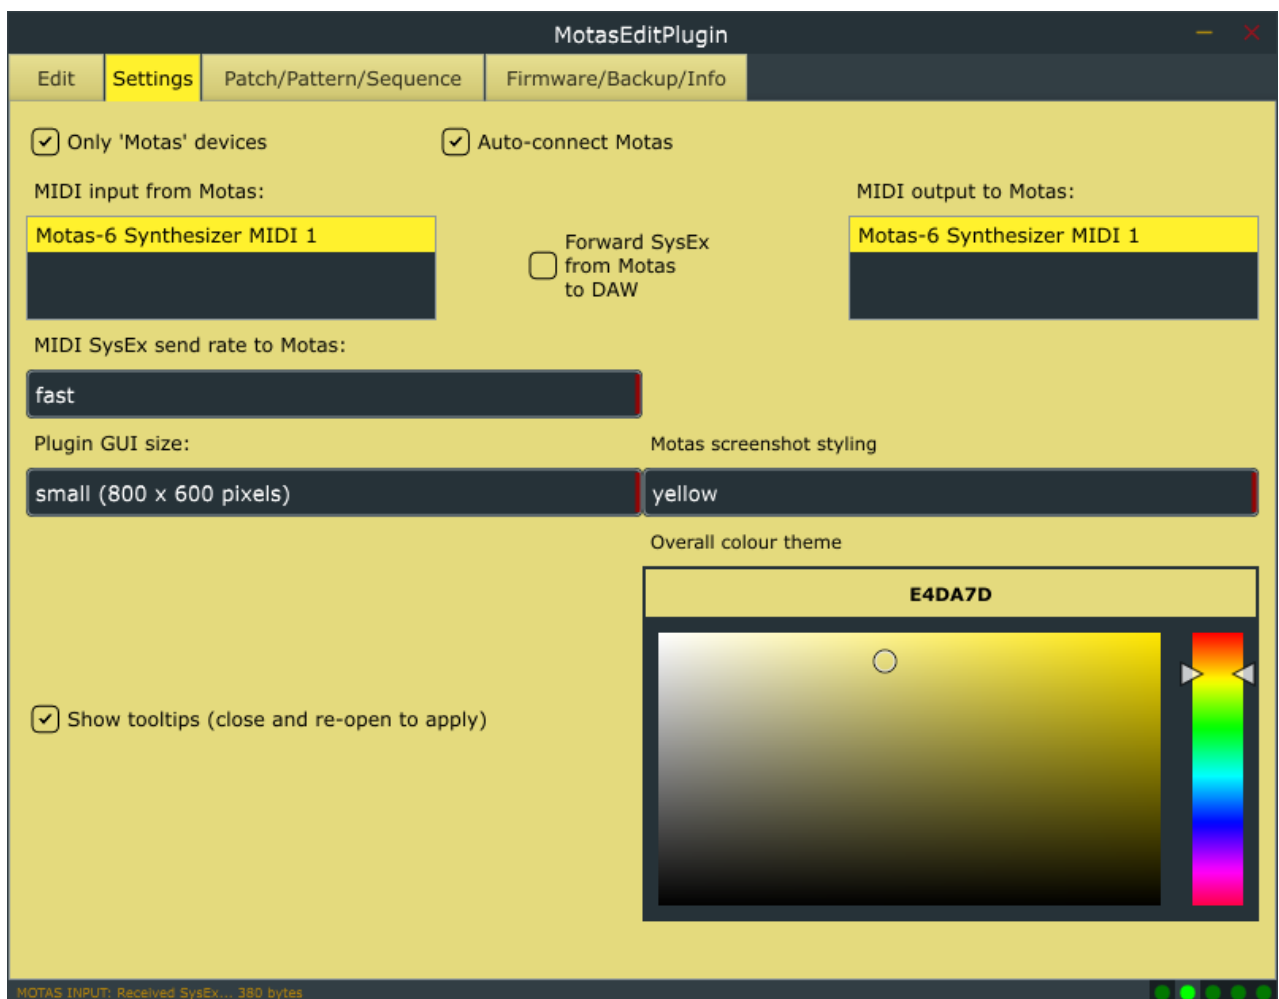 MotasEditPlugin
Edit
Settings
Patch/Pattern/Sequence
Firmware/Backup/Info
Only 'Motas' devices
Auto-connect Motas
MIDI input from Motas:
MIDI output to Motas:
Motas-6 Synthesizer MIDI 1
Forward SysEx
from Motas
to DAW
Motas-6 Synthesizer MIDI 1
MIDI SysEx send rate to Motas:
fast
Plugin GUI size:
Motas screenshot styling
small (800 x 600 pixels)
yellow
Overall colour theme
E4DA7D
Show tooltips (close and re-open to apply)
MOTAS INPUT: Received SysEx... 380 bytes